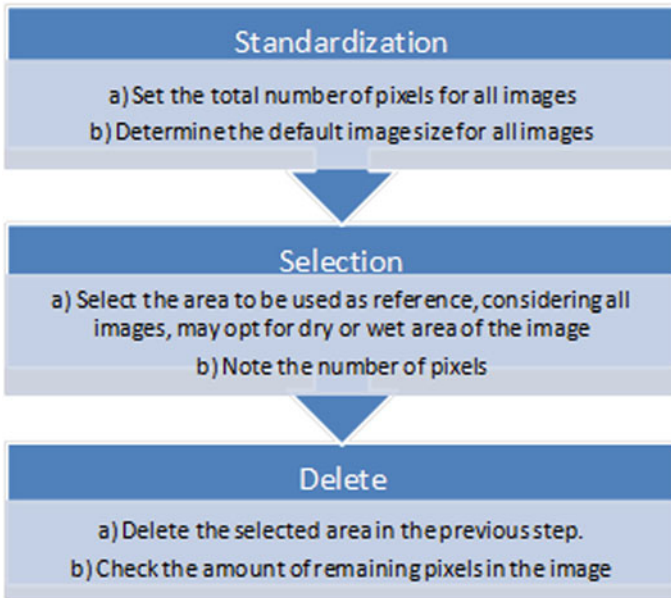 Standardization
a) Set the total number of pixels for all images
b) Determine the default image size for all images
Selection
a) Select the area to be used as reference, considering all
images, may opt for dry or wet area of the image
b) Note the number of pixels
Delete
a) Delete the selected area in the previous step.
b) Check the amount of remaining pixels in the image